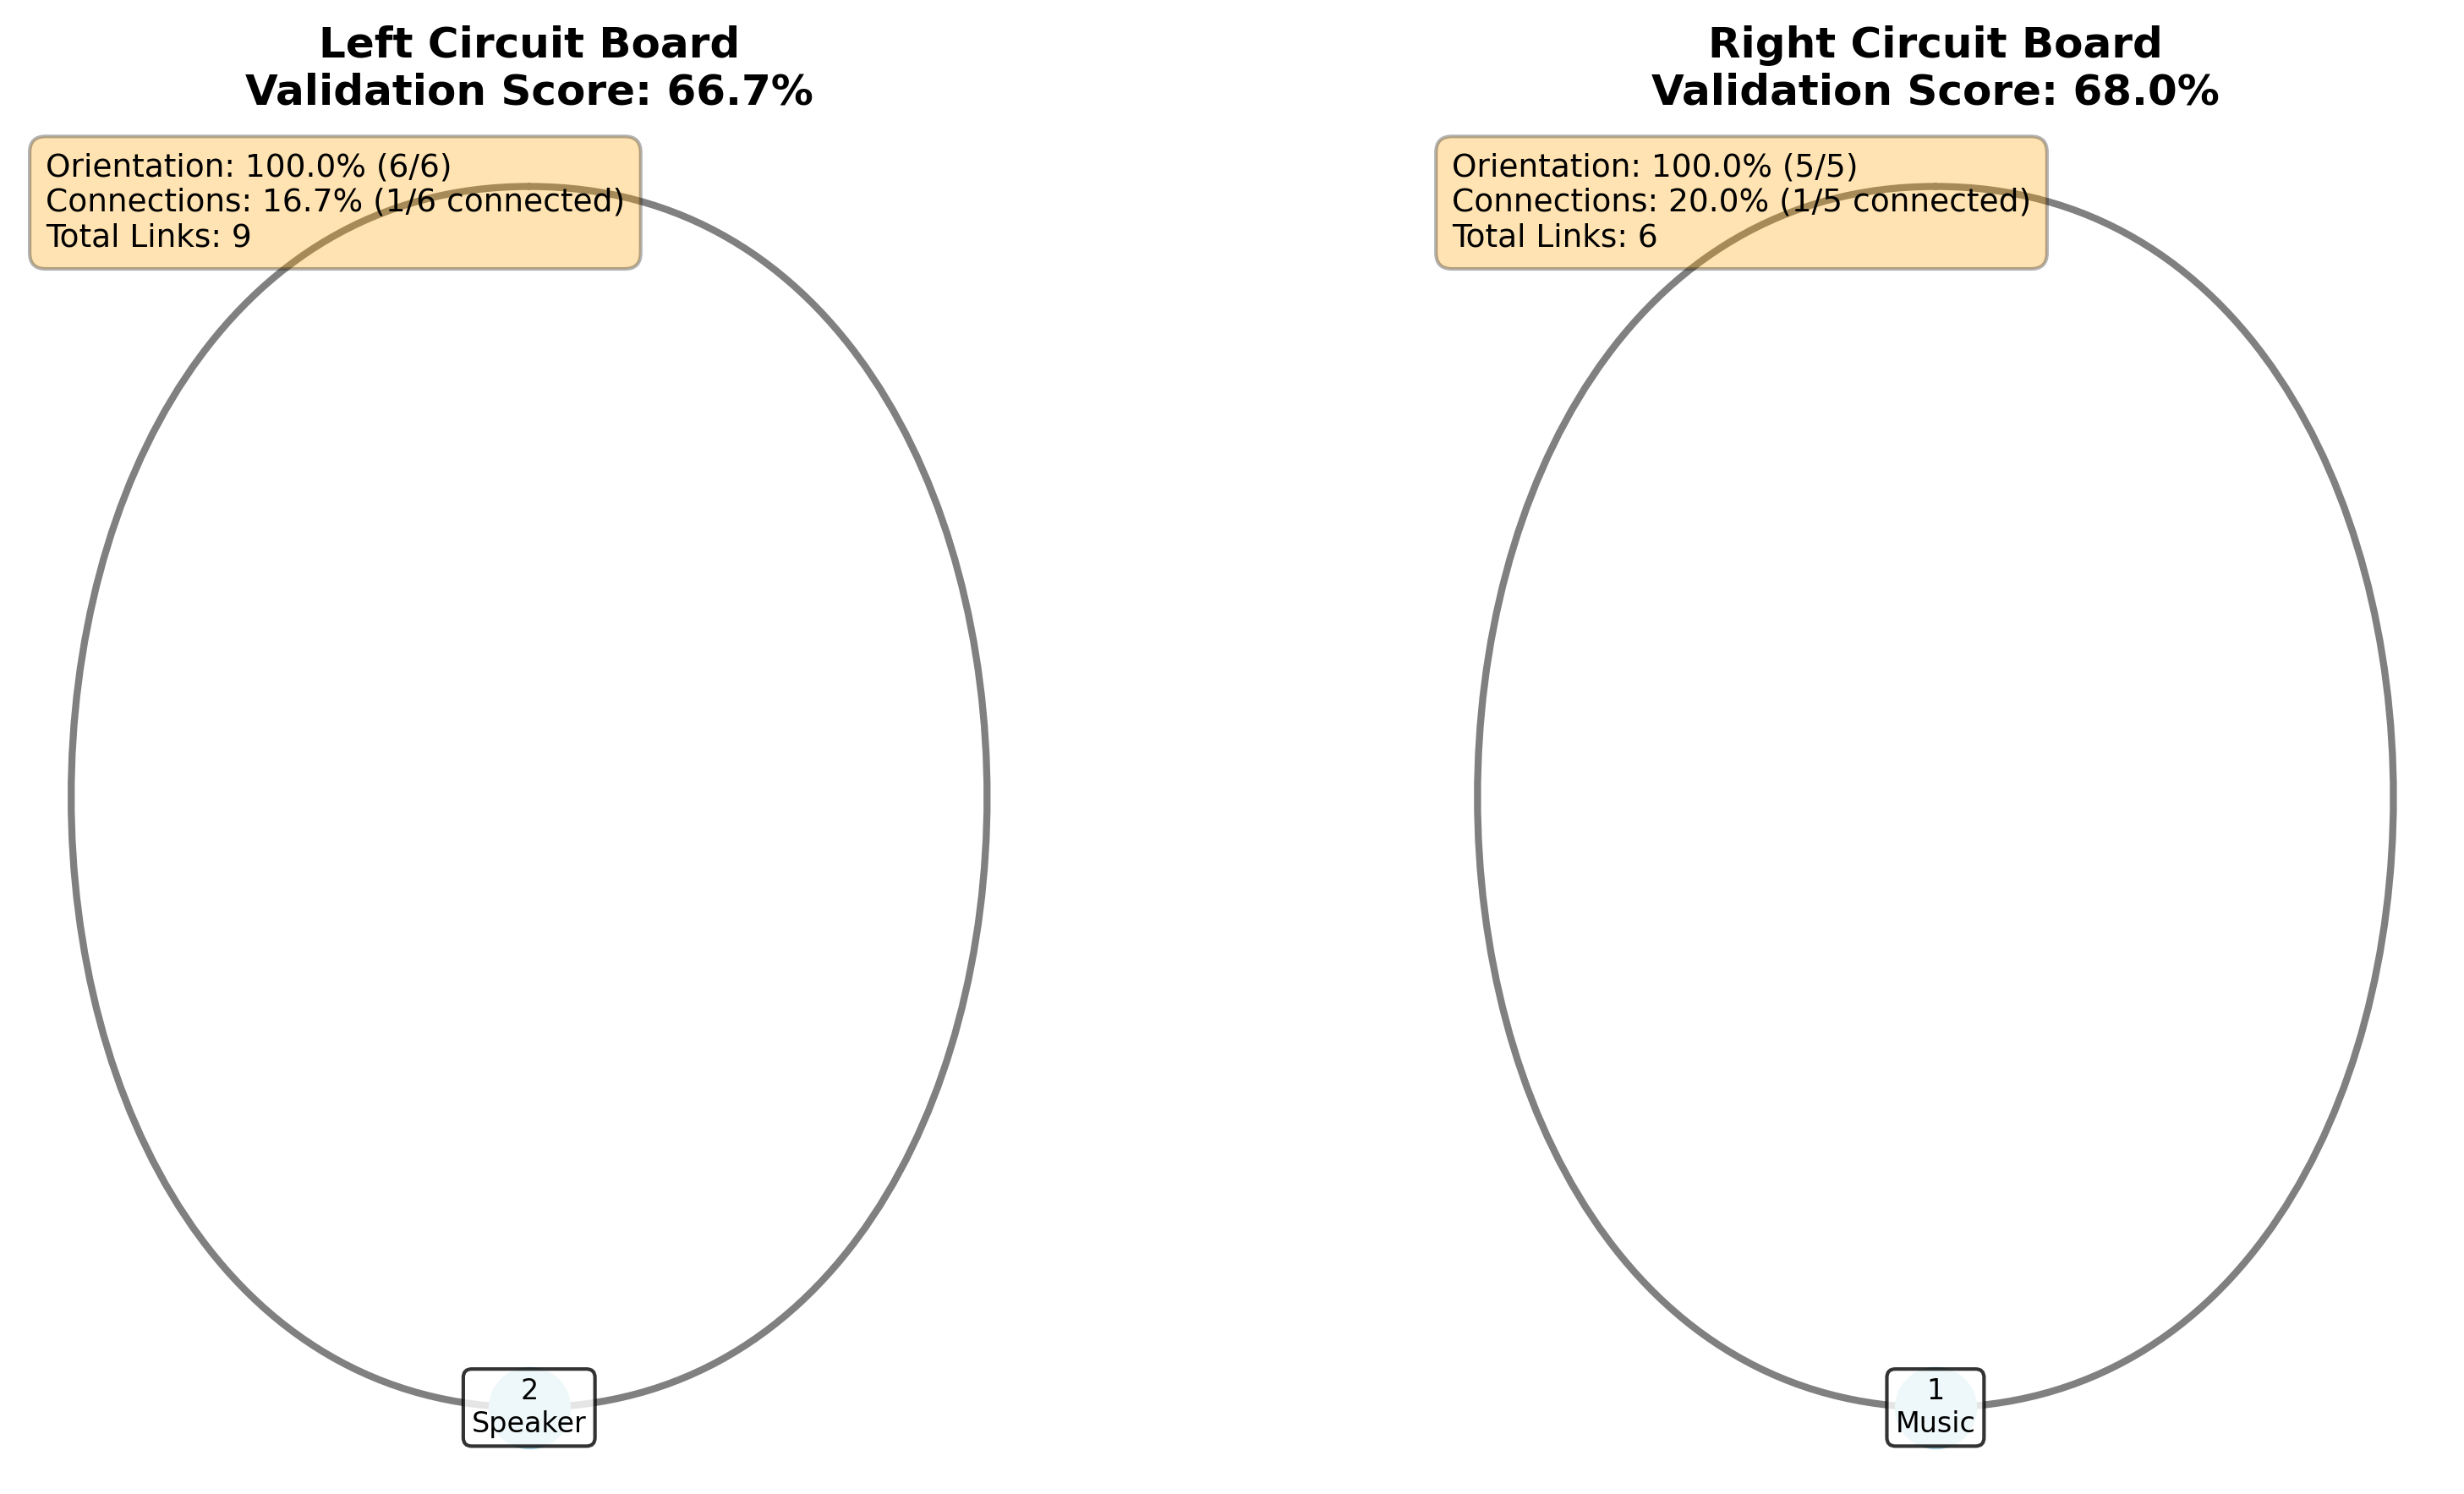 Left Circuit Board
Validation Score: 66.7%
Orientation: 100.0% (6/6)
Connections: 16.7% (1/6 connected)
Total Links: 9
2
Speaker
Right Circuit Board
Validation Score: 68.0%
Orientation: 100.0% (5/5)
Connections: 20.0% (1/5 connected)
Total Links: 6
1
Music